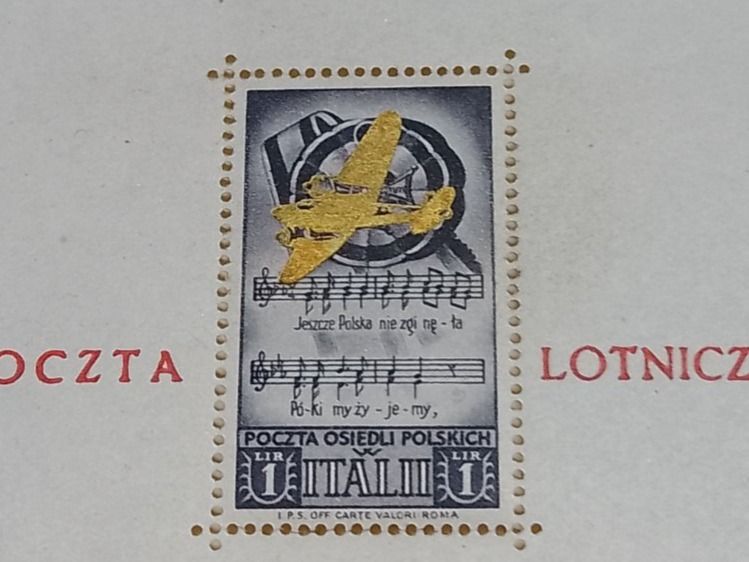 Jeszcze Polska nie zgi nę - ła
Pó-ki my ży - je - my,
OCZTA LOTNICZ
POCZTA OSIEDLI POLSKICH
W
LIR 1 ITALII LIR 1
I.P.S. OFF. CARTE VALORI-ROMA